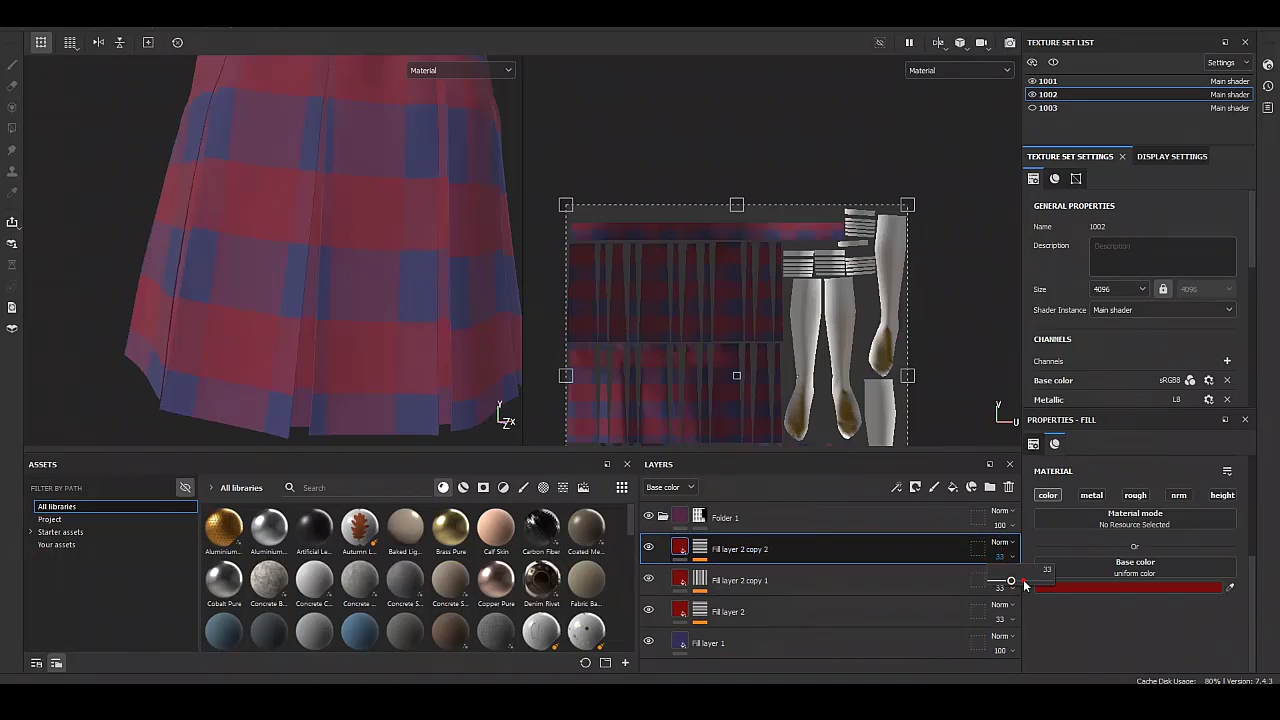 TEXTURE SET LIST
Material
Material
Settings
1001 Main shader
1002 Main shader
1003 Main shader
TEXTURE SET SETTINGS
DISPLAY SETTINGS
GENERAL PROPERTIES
Name 1002
Description Description
Size 4096 4096
Shader Instance Main shader
CHANNELS
Channels
Base color sRGB8
Metallic L8
Y
Z X
Y
U
PROPERTIES - FILL
MATERIAL
color metal rough nrm height
Material mode
No Resource Selected
Or
Base color
uniform color
ASSETS
FILTER BY PATH
All libraries
Project
Starter assets
Your assets
All libraries
Search
Aluminium... Aluminium... Artificial Le... Autumn L... Baked Lig... Brass Pure Calf Skin Carbon Fiber Coated Me...
Cobalt Pure Concrete B... Concrete C... Concrete S... Concrete S... Copper Pure Denim Rivet Fabric Ba...
LAYERS
Base color
Folder 1
Norm
100
Fill layer 2 copy 2
Norm
33
33
Fill layer 2 copy 1
33
Fill layer 2
Norm
33
Fill layer 1
Norm
100
Cache Disk Usage: 80% | Version: 7.4.3